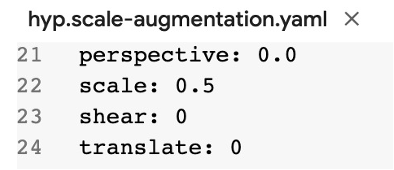 hyp.scale-augmentation.yaml ×
21 perspective: 0.0
22 scale: 0.5
23 shear: 0
24 translate: 0